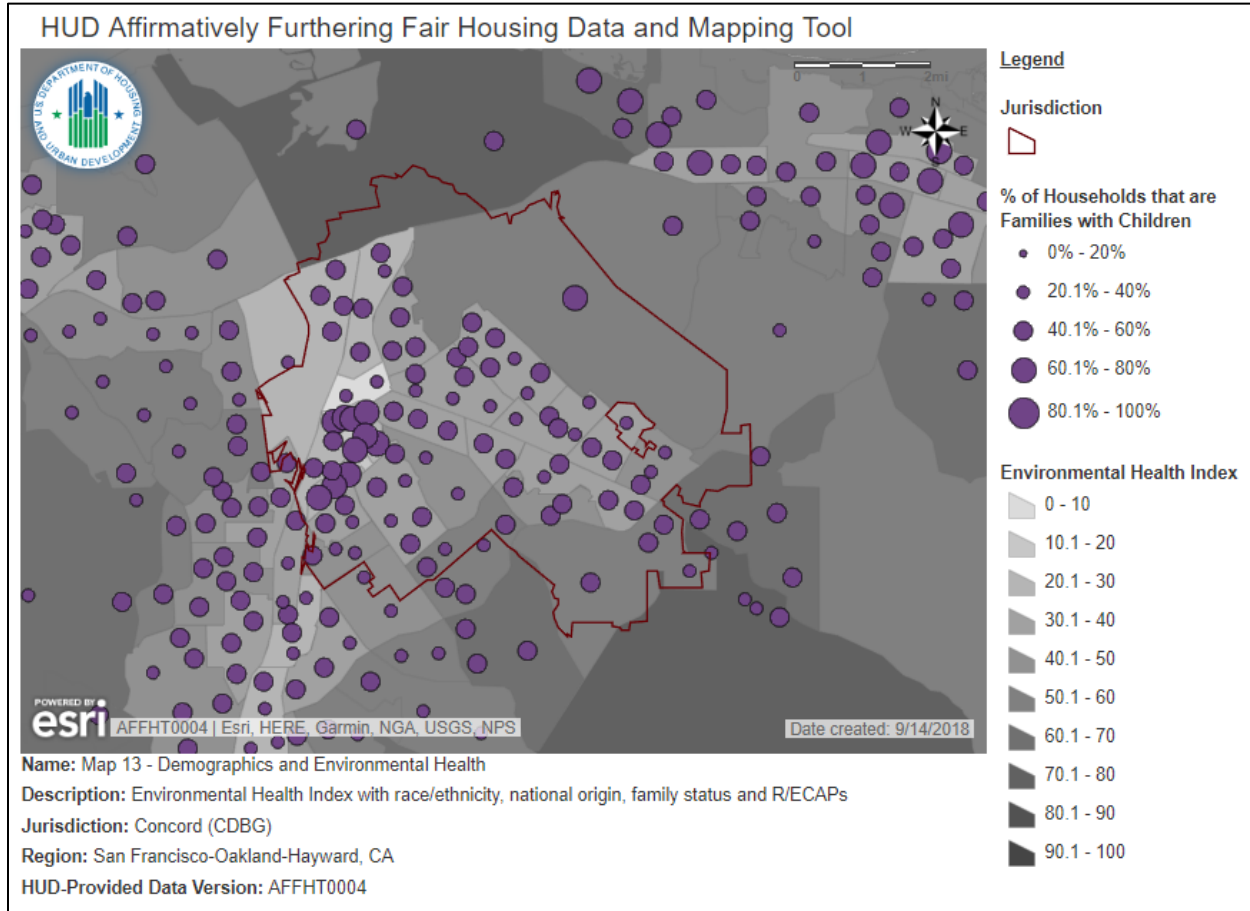 HUD Affirmatively Furthering Fair Housing Data and Mapping Tool
U.S. DEPARTMENT OF HOUSING
AND URBAN DEVELOPMENT
0 1 2mi
N
W E
S
POWERED BY
esri
AFFHT0004 | Esri, HERE, Garmin, NGA, USGS, NPS
Date created: 9/14/2018
Legend
Jurisdiction
% of Households that are
Families with Children
0% - 20%
20.1% - 40%
40.1% - 60%
60.1% - 80%
80.1% - 100%
Environmental Health Index
0 - 10
10.1 - 20
20.1 - 30
30.1 - 40
40.1 - 50
50.1 - 60
60.1 - 70
70.1 - 80
80.1 - 90
90.1 - 100
Name: Map 13 - Demographics and Environmental Health
Description: Environmental Health Index with race/ethnicity, national origin, family status and R/ECAPs
Jurisdiction: Concord (CDBG)
Region: San Francisco-Oakland-Hayward, CA
HUD-Provided Data Version: AFFHT0004